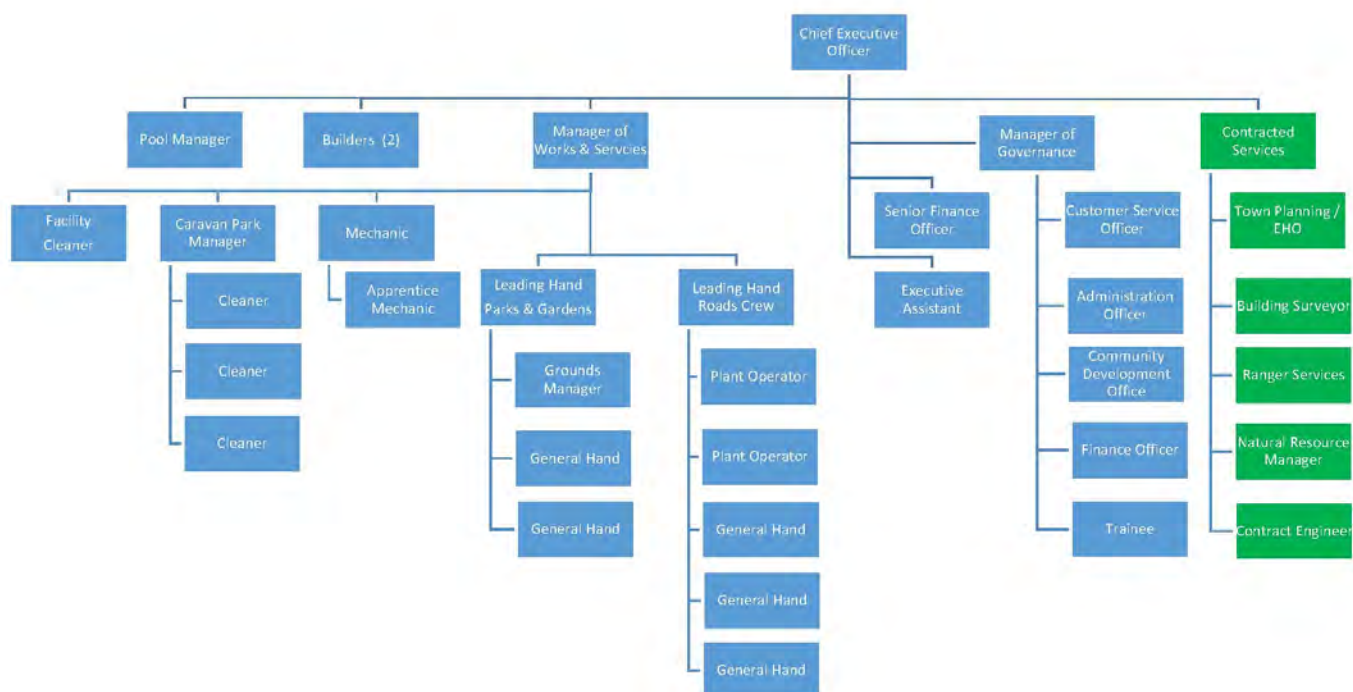 Chief Executive
Officer
Pool Manager
Builders (2)
Manager of
Works & Servcies
Manager of
Governance
Contracted
Services
Facility
Cleaner
Caravan Park
Manager
Mechanic
Senior Finance
Officer
Customer Service
Officer
Town Planning /
EHO
Cleaner
Apprentice
Mechanic
Leading Hand
Parks & Gardens
Leading Hand
Roads Crew
Executive
Assistant
Administration
Officer
Building Surveyor
Cleaner
Grounds
Manager
Plant Operator
Community
Development
Office
Ranger Services
Cleaner
General Hand
Plant Operator
Finance Officer
Natural Resource
Manager
General Hand
General Hand
Trainee
Contract Engineer
General Hand
General Hand